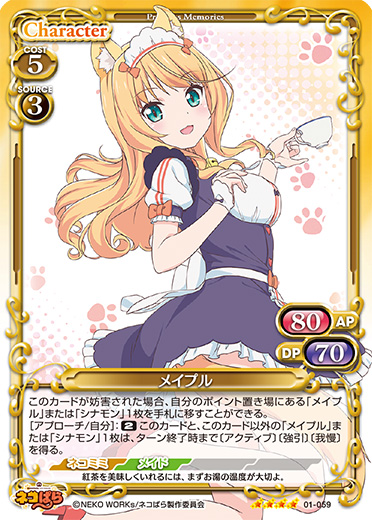 Precious Memories
Character
COST
5
SOURCE
3
80 AP
DP 70
メイプル
このカードが妨害された場合、自分のポイント置き場にある「メイプ
ル」または「シナモン」1枚を手札に移すことができる。
[アプローチ/自分]:2このカードと、このカード以外の「メイプル」ま
たは「シナモン」1枚は、ターン終了時まで〔アクティブ〕〔強引〕〔我慢〕
を得る。
ネコミミ メイド
紅茶を美味しくいれるには、まずお湯の温度が大切よ。
ネコぱら
©NEKO WORKs/ネコぱら製作委員会
01-059